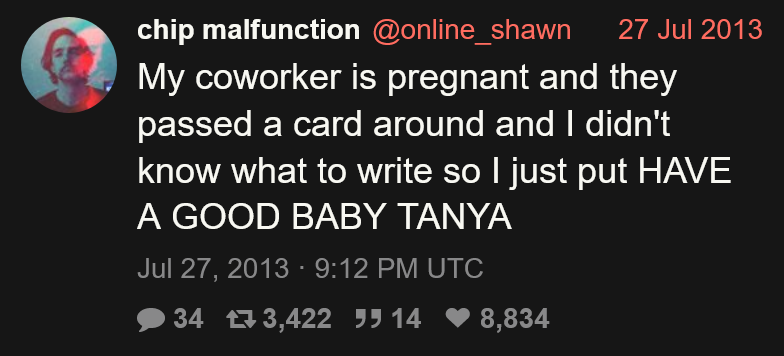 chip malfunction @online_shawn 27 Jul 2013
My coworker is pregnant and they
passed a card around and I didn't
know what to write so I just put HAVE
A GOOD BABY TANYA
Jul 27, 2013 · 9:12 PM UTC
34 3,422 14 8,834